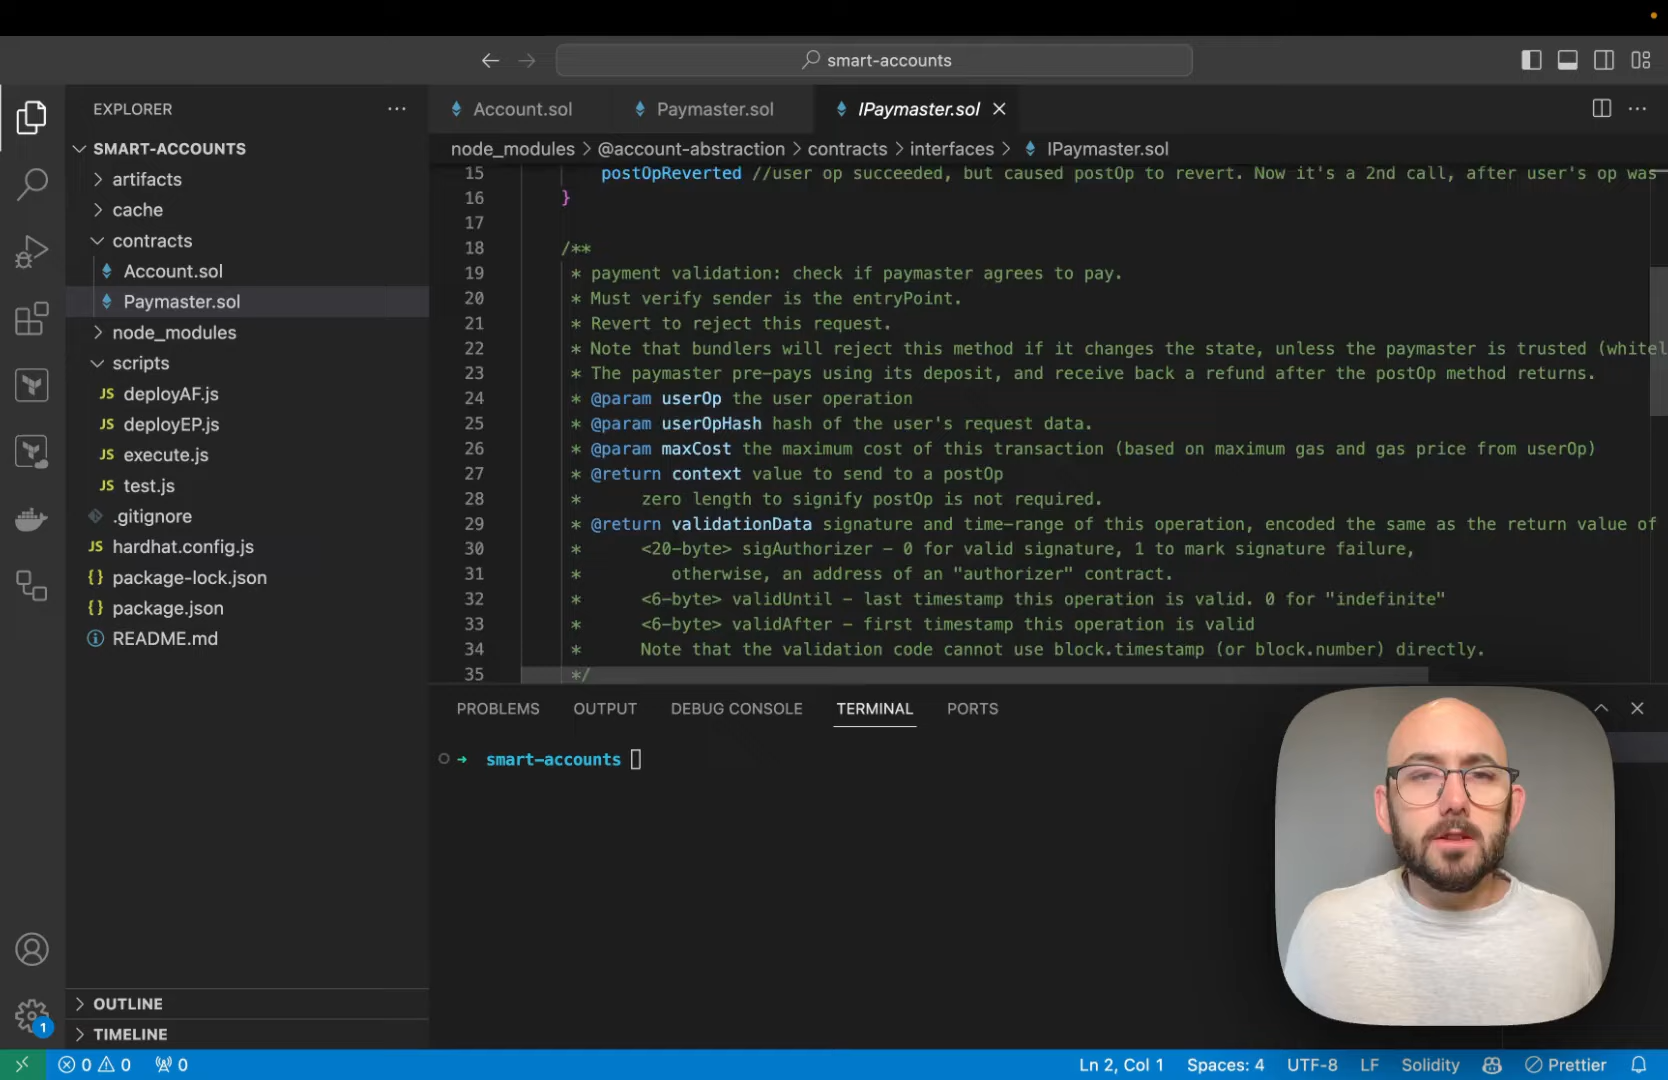 smart-accounts
EXPLORER
SMART-ACCOUNTS
artifacts
cache
contracts
Account.sol
Paymaster.sol
node_modules
scripts
JS deployAF.js
JS deployEP.js
JS execute.js
JS test.js
.gitignore
JS hardhat.config.js
{} package-lock.json
{} package.json
README.md
OUTLINE
TIMELINE
1
Account.sol
Paymaster.sol
IPaymaster.sol
node_modules > @account-abstraction > contracts > interfaces > IPaymaster.sol
15 postOpReverted //user op succeeded, but caused postOp to revert. Now it's a 2nd call, after user's op was
16 }
17
18 /**
19 * payment validation: check if paymaster agrees to pay.
20 * Must verify sender is the entryPoint.
21 * Revert to reject this request.
22 * Note that bundlers will reject this method if it changes the state, unless the paymaster is trusted (whitel
23 * The paymaster pre-pays using its deposit, and receive back a refund after the postOp method returns.
24 * @param userOp the user operation
25 * @param userOpHash hash of the user's request data.
26 * @param maxCost the maximum cost of this transaction (based on maximum gas and gas price from userOp)
27 * @return context value to send to a postOp
28 * zero length to signify postOp is not required.
29 * @return validationData signature and time-range of this operation, encoded the same as the return value of
30 * <20-byte> sigAuthorizer - 0 for valid signature, 1 to mark signature failure,
31 * otherwise, an address of an "authorizer" contract.
32 * <6-byte> validUntil - last timestamp this operation is valid. 0 for "indefinite"
33 * <6-byte> validAfter - first timestamp this operation is valid
34 * Note that the validation code cannot use block.timestamp (or block.number) directly.
35 */
PROBLEMS OUTPUT DEBUG CONSOLE TERMINAL PORTS
smart-accounts
0 0 0
Ln 2, Col 1 Spaces: 4 UTF-8 LF Solidity Prettier